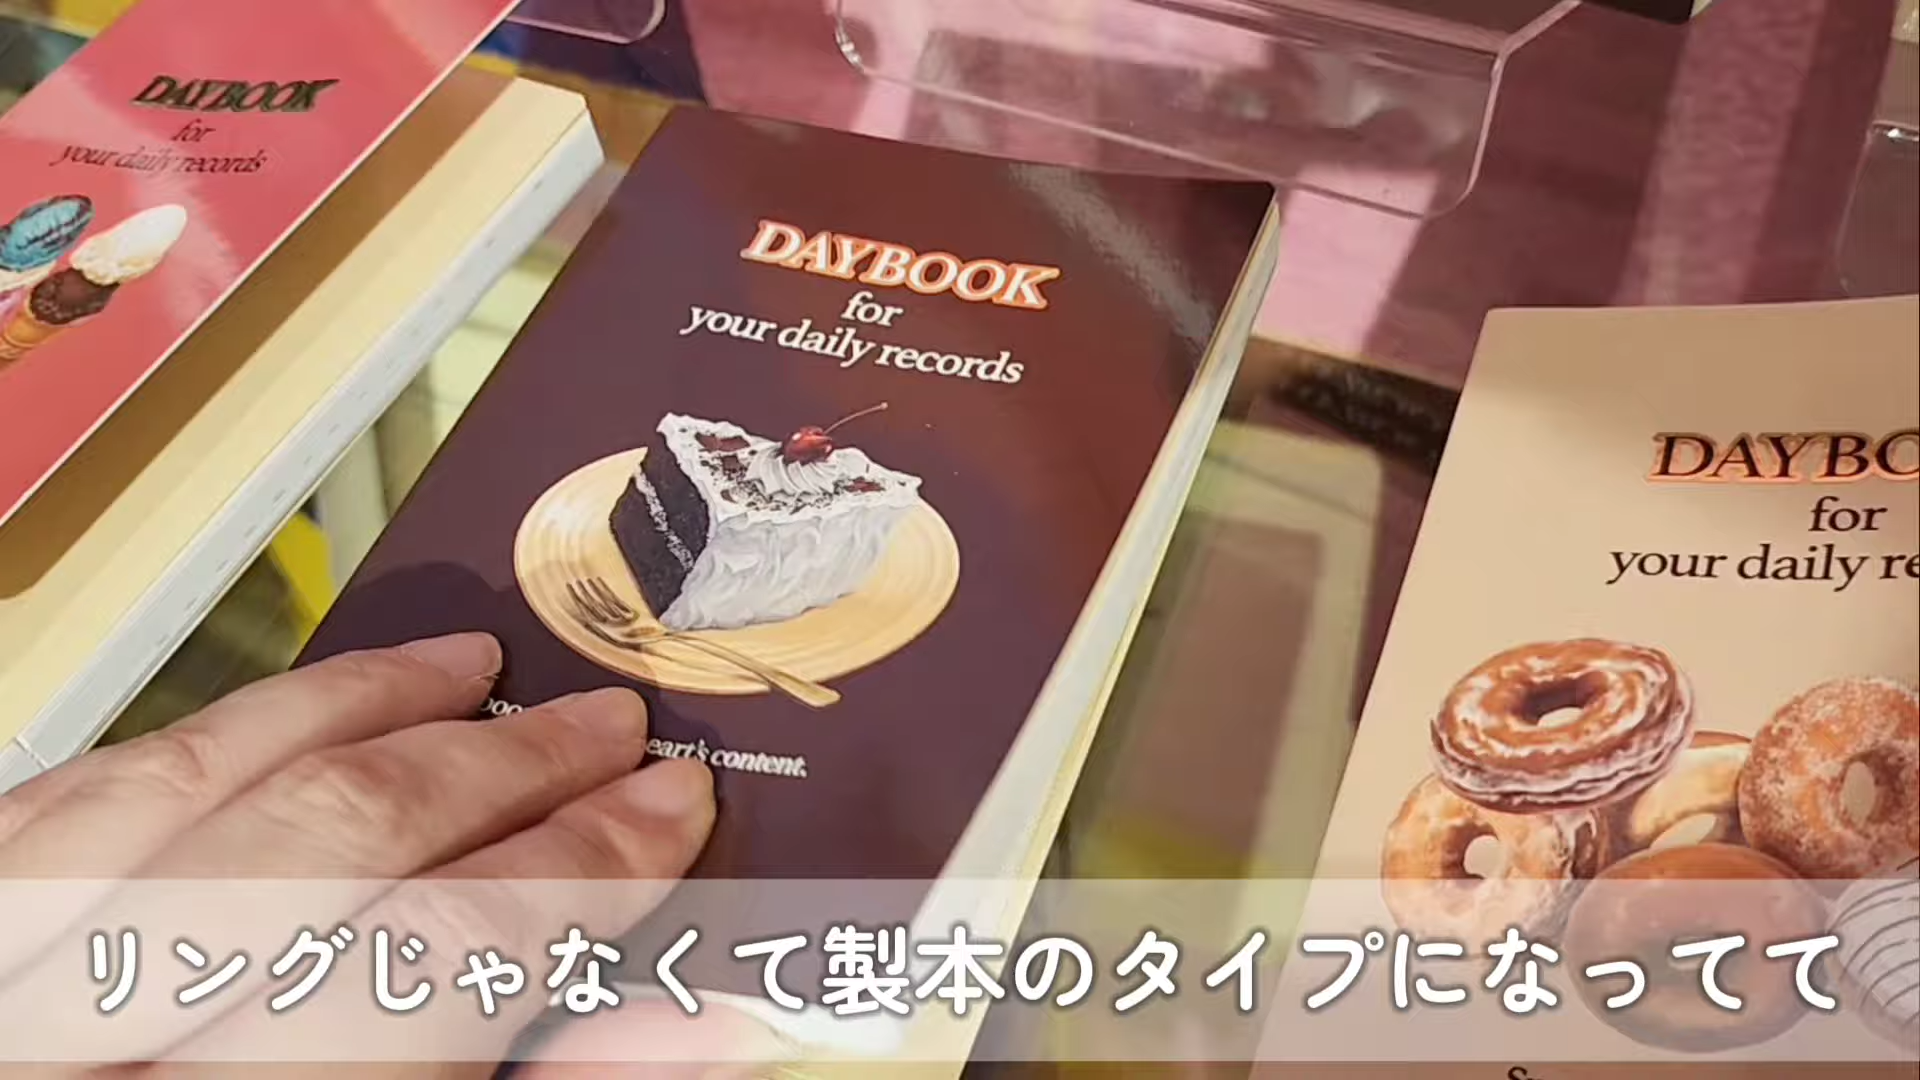 DAYBOOK
for
your daily records
DAYBOOK
for
your daily records
eart's content.
DAYBO
for
your daily re
リングじゃなくて製本のタイプになってて